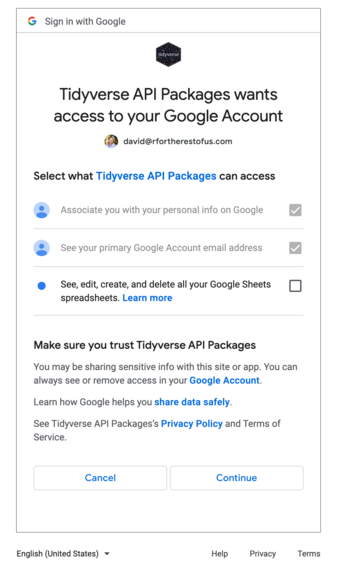 Sign in with Google
tidyverse
Tidyverse API Packages wants
access to your Google Account
david@rfortherestofus.com
Select what Tidyverse API Packages can access
Associate you with your personal info on Google
See your primary Google Account email address
See, edit, create, and delete all your Google Sheets
spreadsheets. Learn more
Make sure you trust Tidyverse API Packages
You may be sharing sensitive info with this site or app. You can
always see or remove access in your Google Account.
Learn how Google helps you share data safely.
See Tidyverse API Packages's Privacy Policy and Terms of
Service.
Cancel Continue
English (United States) Help Privacy Terms